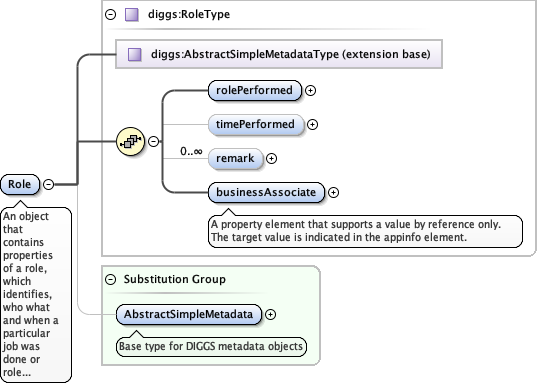 diggs:RoleType
diggs:AbstractSimpleMetadataType (extension base)
rolePerformed
timePerformed
0..∞
remark
businessAssociate
A property element that supports a value by reference only.
The target value is indicated in the appinfo element.
Role
An object
that
contains
properties
of a role,
which
identifies,
who what
and when a
particular
job was
done or
role...
Substitution Group
AbstractSimpleMetadata
Base type for DIGGS metadata objects